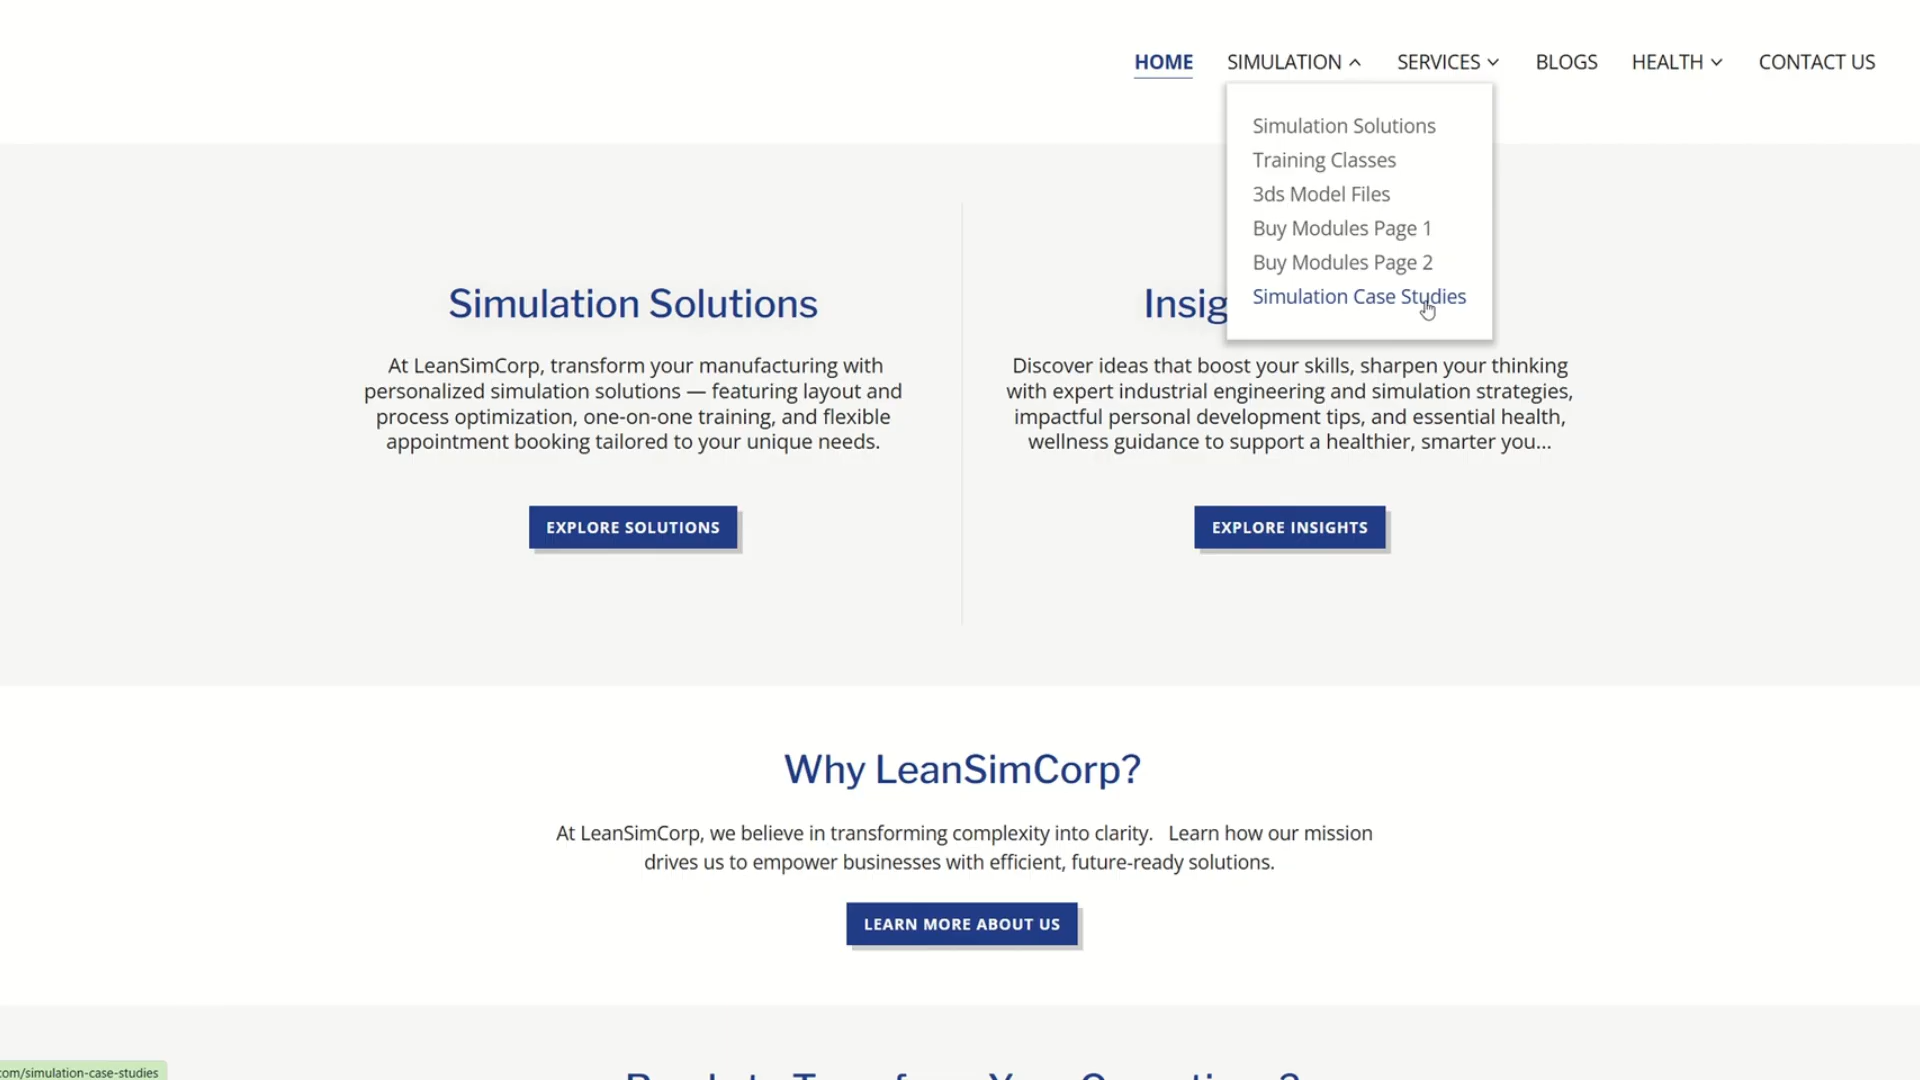 HOME SIMULATION SERVICES BLOGS HEALTH CONTACT US
Simulation Solutions
Training Classes
3ds Model Files
Buy Modules Page 1
Buy Modules Page 2
Simulation Case Studies
Simulation Solutions
At LeanSimCorp, transform your manufacturing with
personalized simulation solutions — featuring layout and
process optimization, one-on-one training, and flexible
appointment booking tailored to your unique needs.
EXPLORE SOLUTIONS
Insig
Discover ideas that boost your skills, sharpen your thinking
with expert industrial engineering and simulation strategies,
impactful personal development tips, and essential health,
wellness guidance to support a healthier, smarter you...
EXPLORE INSIGHTS
Why LeanSimCorp?
At LeanSimCorp, we believe in transforming complexity into clarity. Learn how our mission
drives us to empower businesses with efficient, future-ready solutions.
LEARN MORE ABOUT US
com/simulation-case-studies